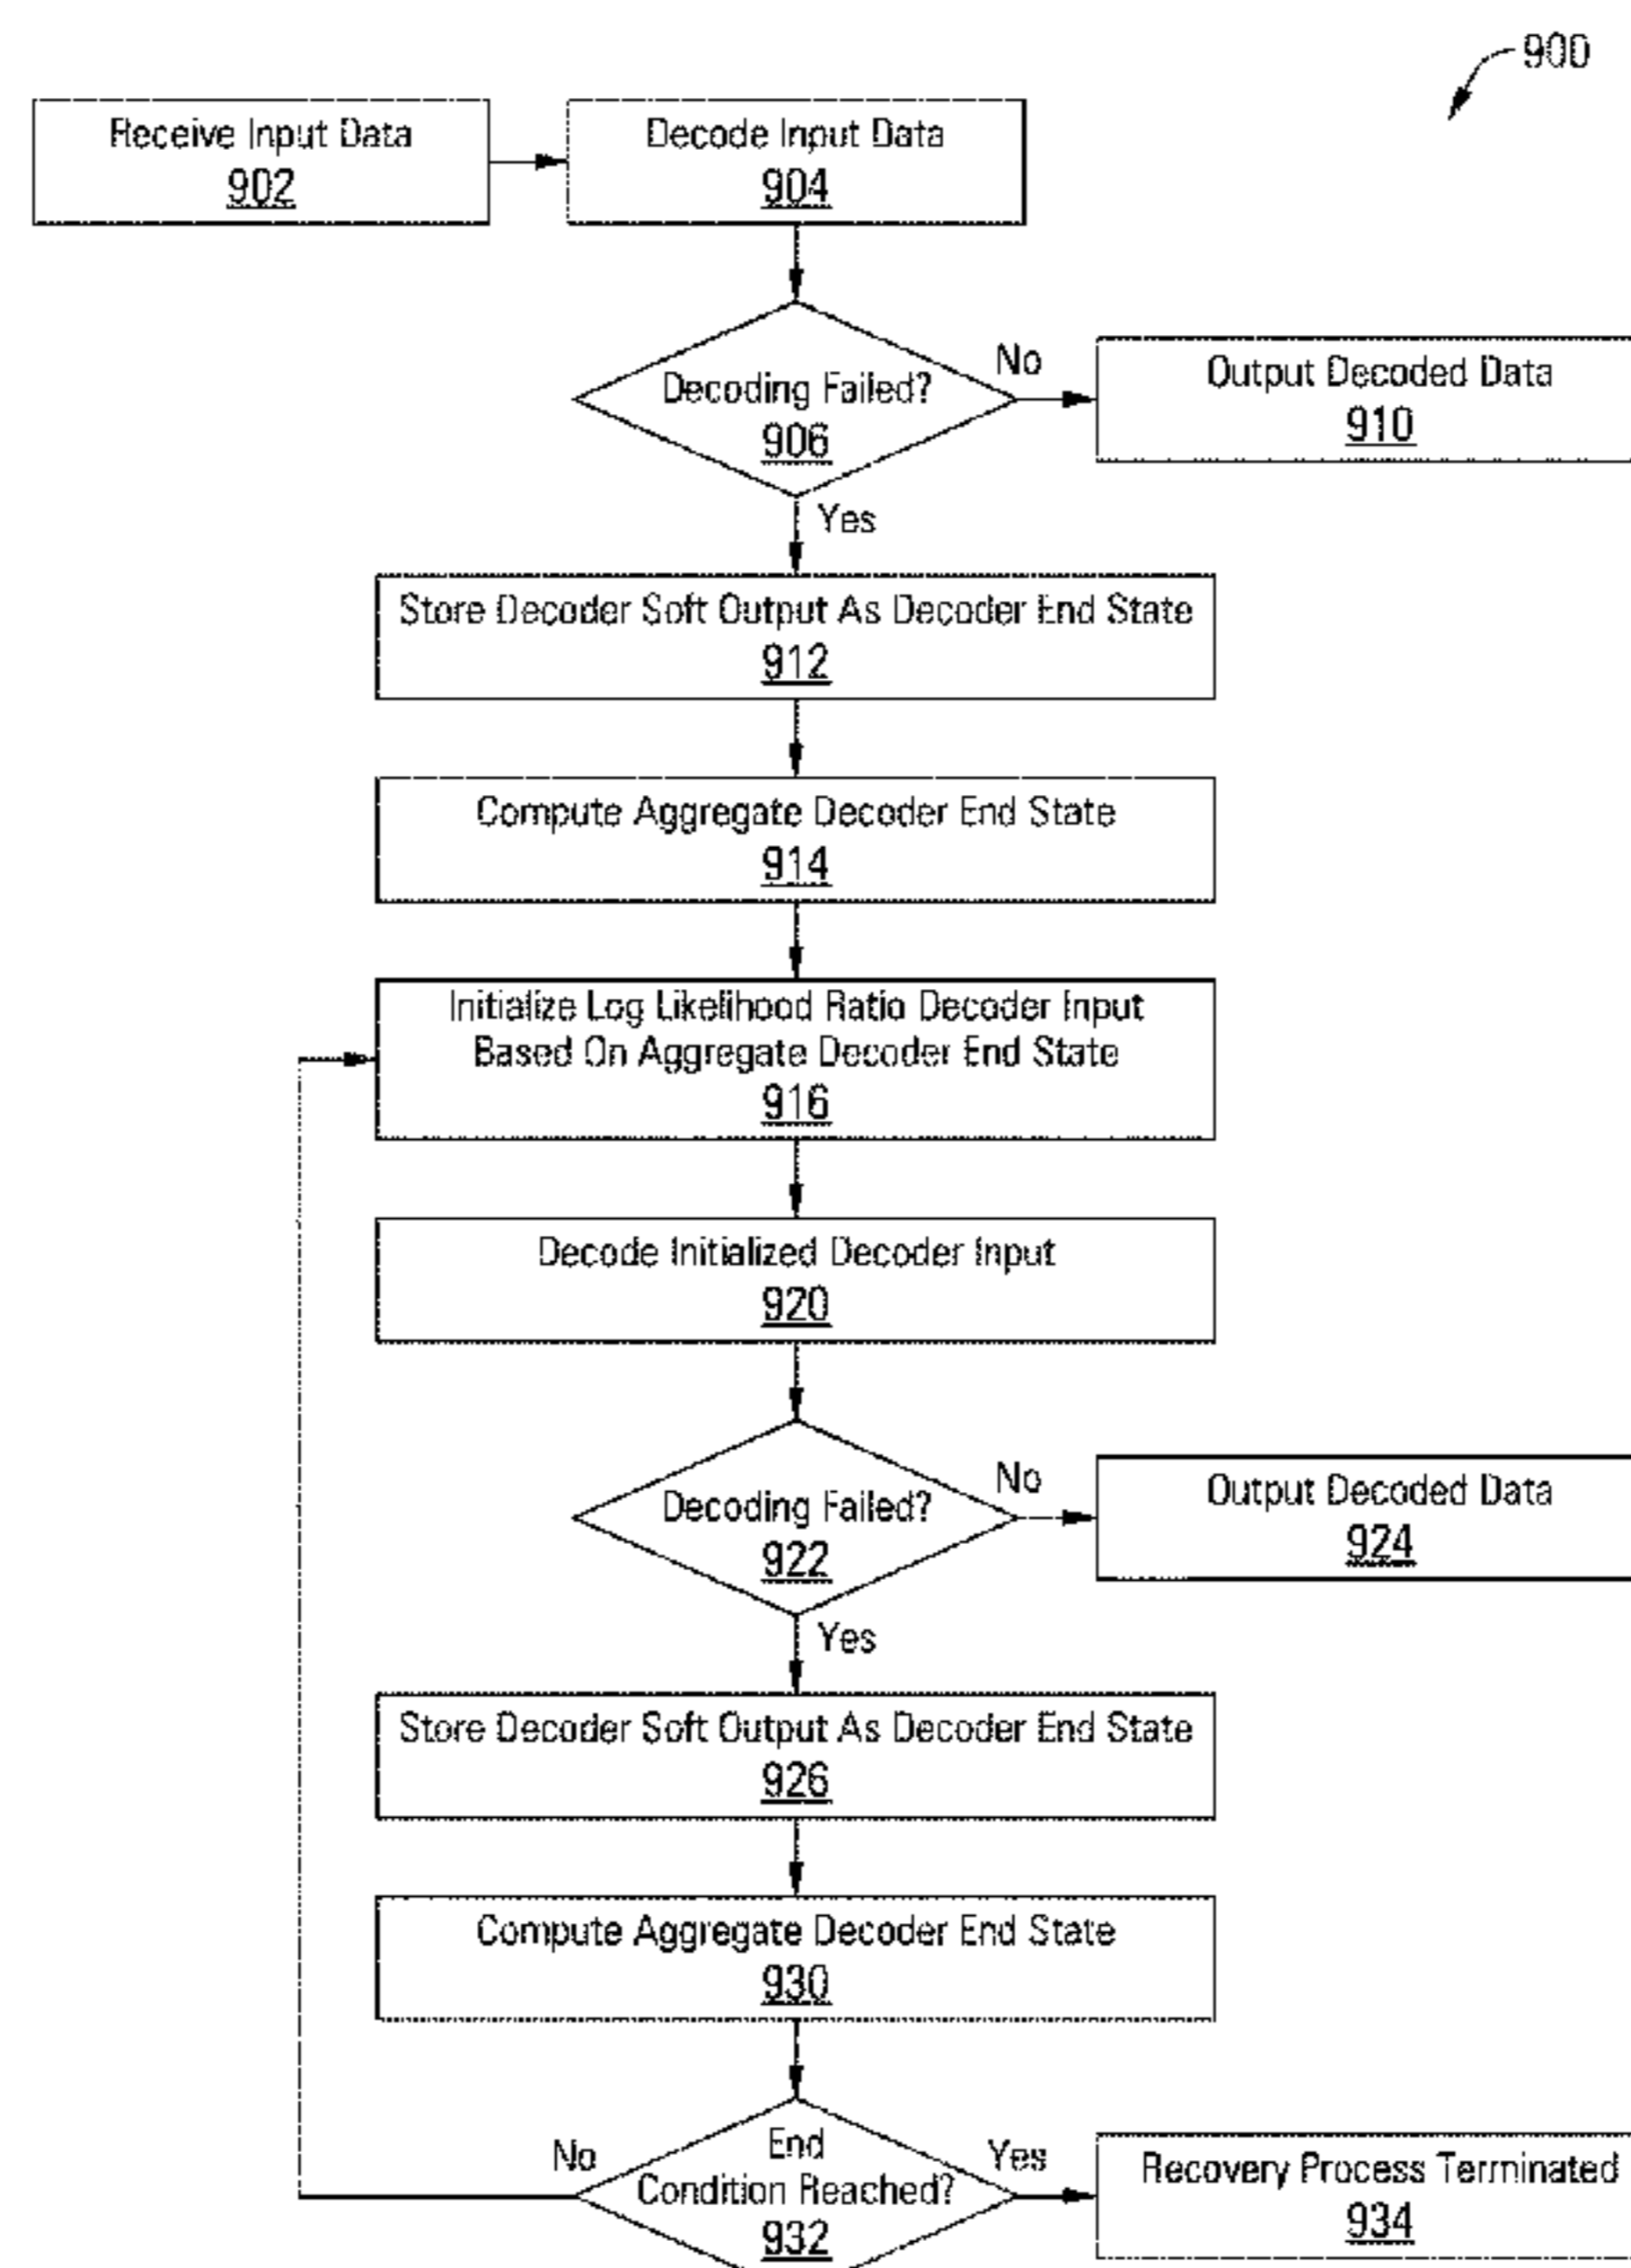 900
Receive Input Data
902
Decode Input Data
904
Decoding Failed?
906
No
Output Decoded Data
910
Yes
Store Decoder Soft Output As Decoder End State
912
Compute Aggregate Decoder End State
914
Initialize Log Likelihood Ratio Decoder Input
Based On Aggregate Decoder End State
916
Decode Initialized Decoder Input
920
Decoding Failed?
922
No
Output Decoded Data
924
Yes
Store Decoder Soft Output As Decoder End State
926
Compute Aggregate Decoder End State
930
End
Condition Reached?
932
No
Yes
Recovery Process Terminated
934